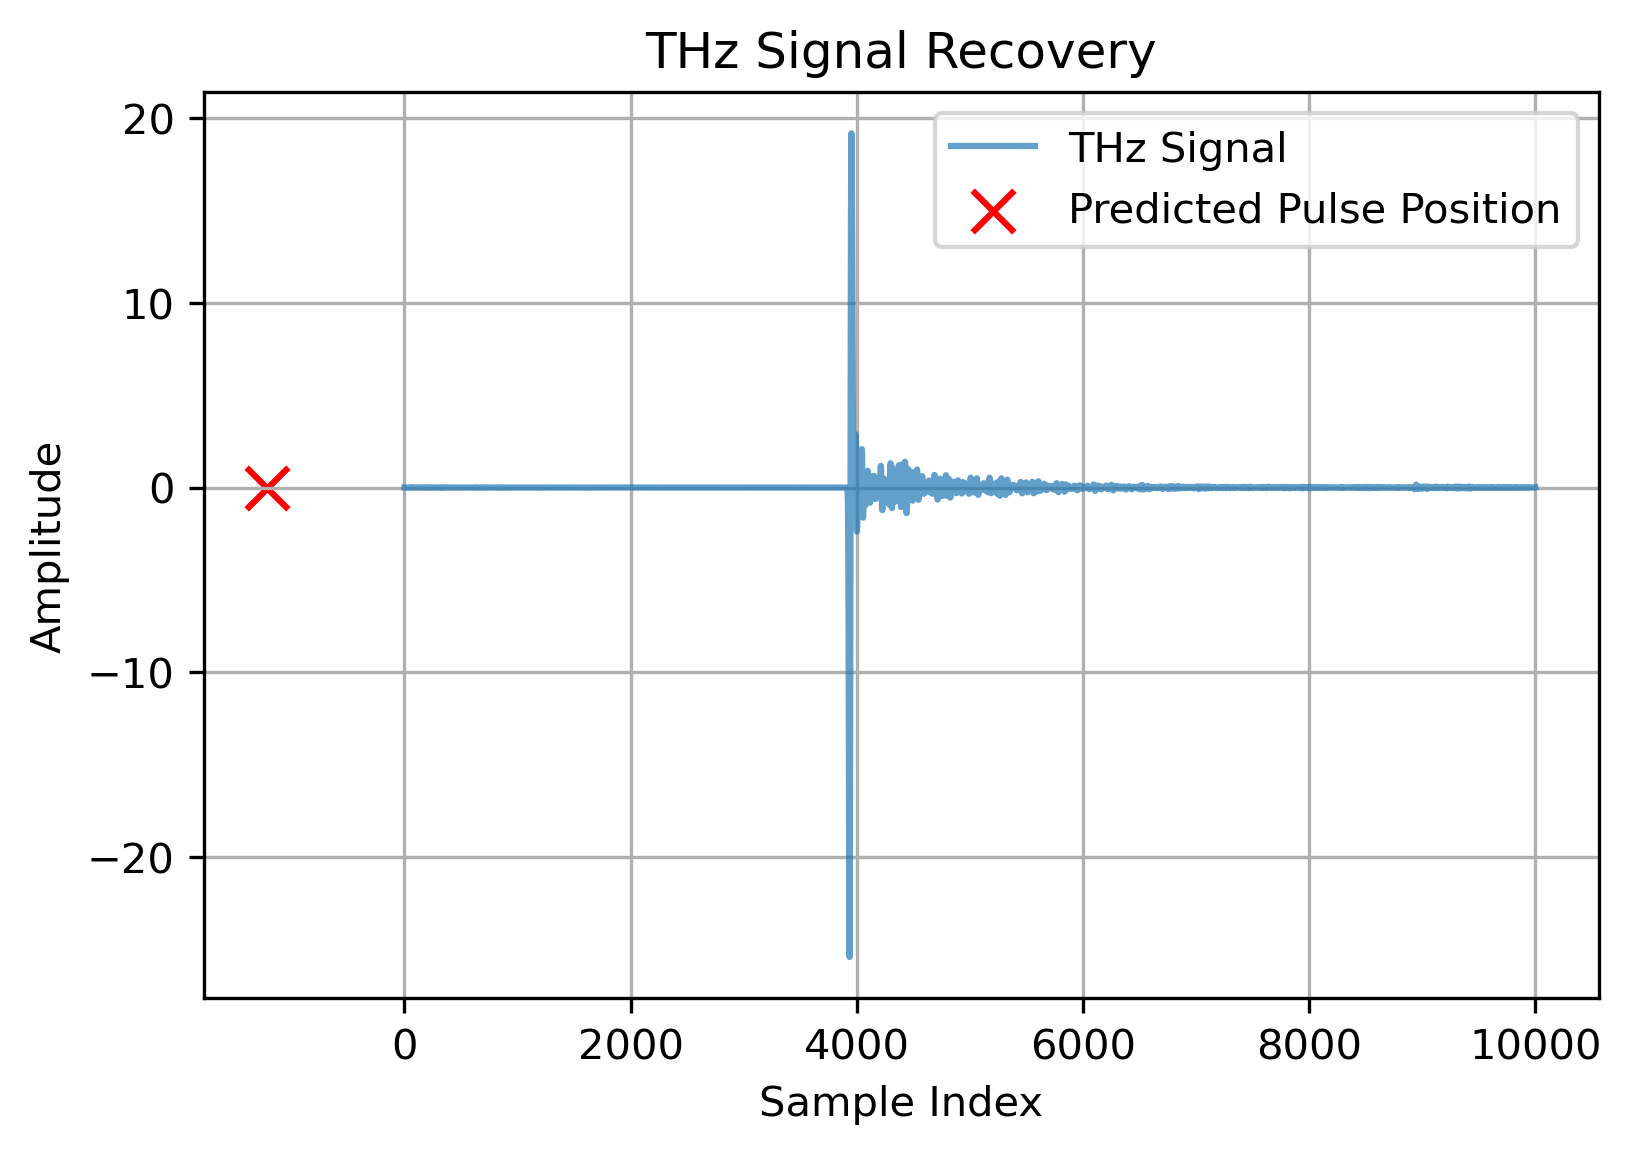 THz Signal Recovery
THz Signal
Predicted Pulse Position
Amplitude
20
10
0
−10
−20
0 2000 4000 6000 8000 10000
Sample Index